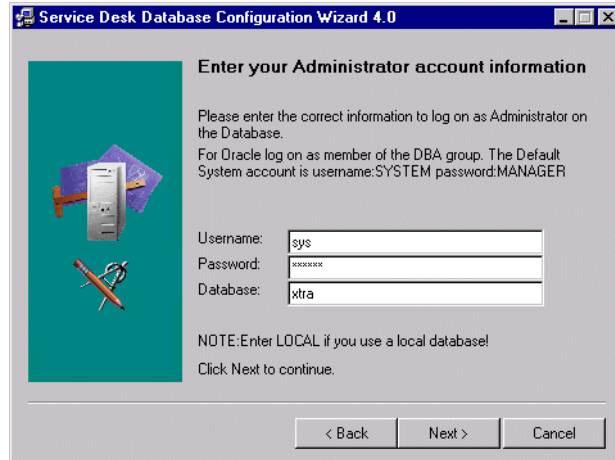 Service Desk Database Configuration Wizard 4.0
Enter your Administrator account information
Please enter the correct information to log on as Administrator on
the Database.
For Oracle log on as member of the DBA group. The Default
System account is username:SYSTEM password:MANAGER
Username: sys
Password: ******
Database: xtra
NOTE:Enter LOCAL if you use a local database!
Click Next to continue.
< Back Next > Cancel